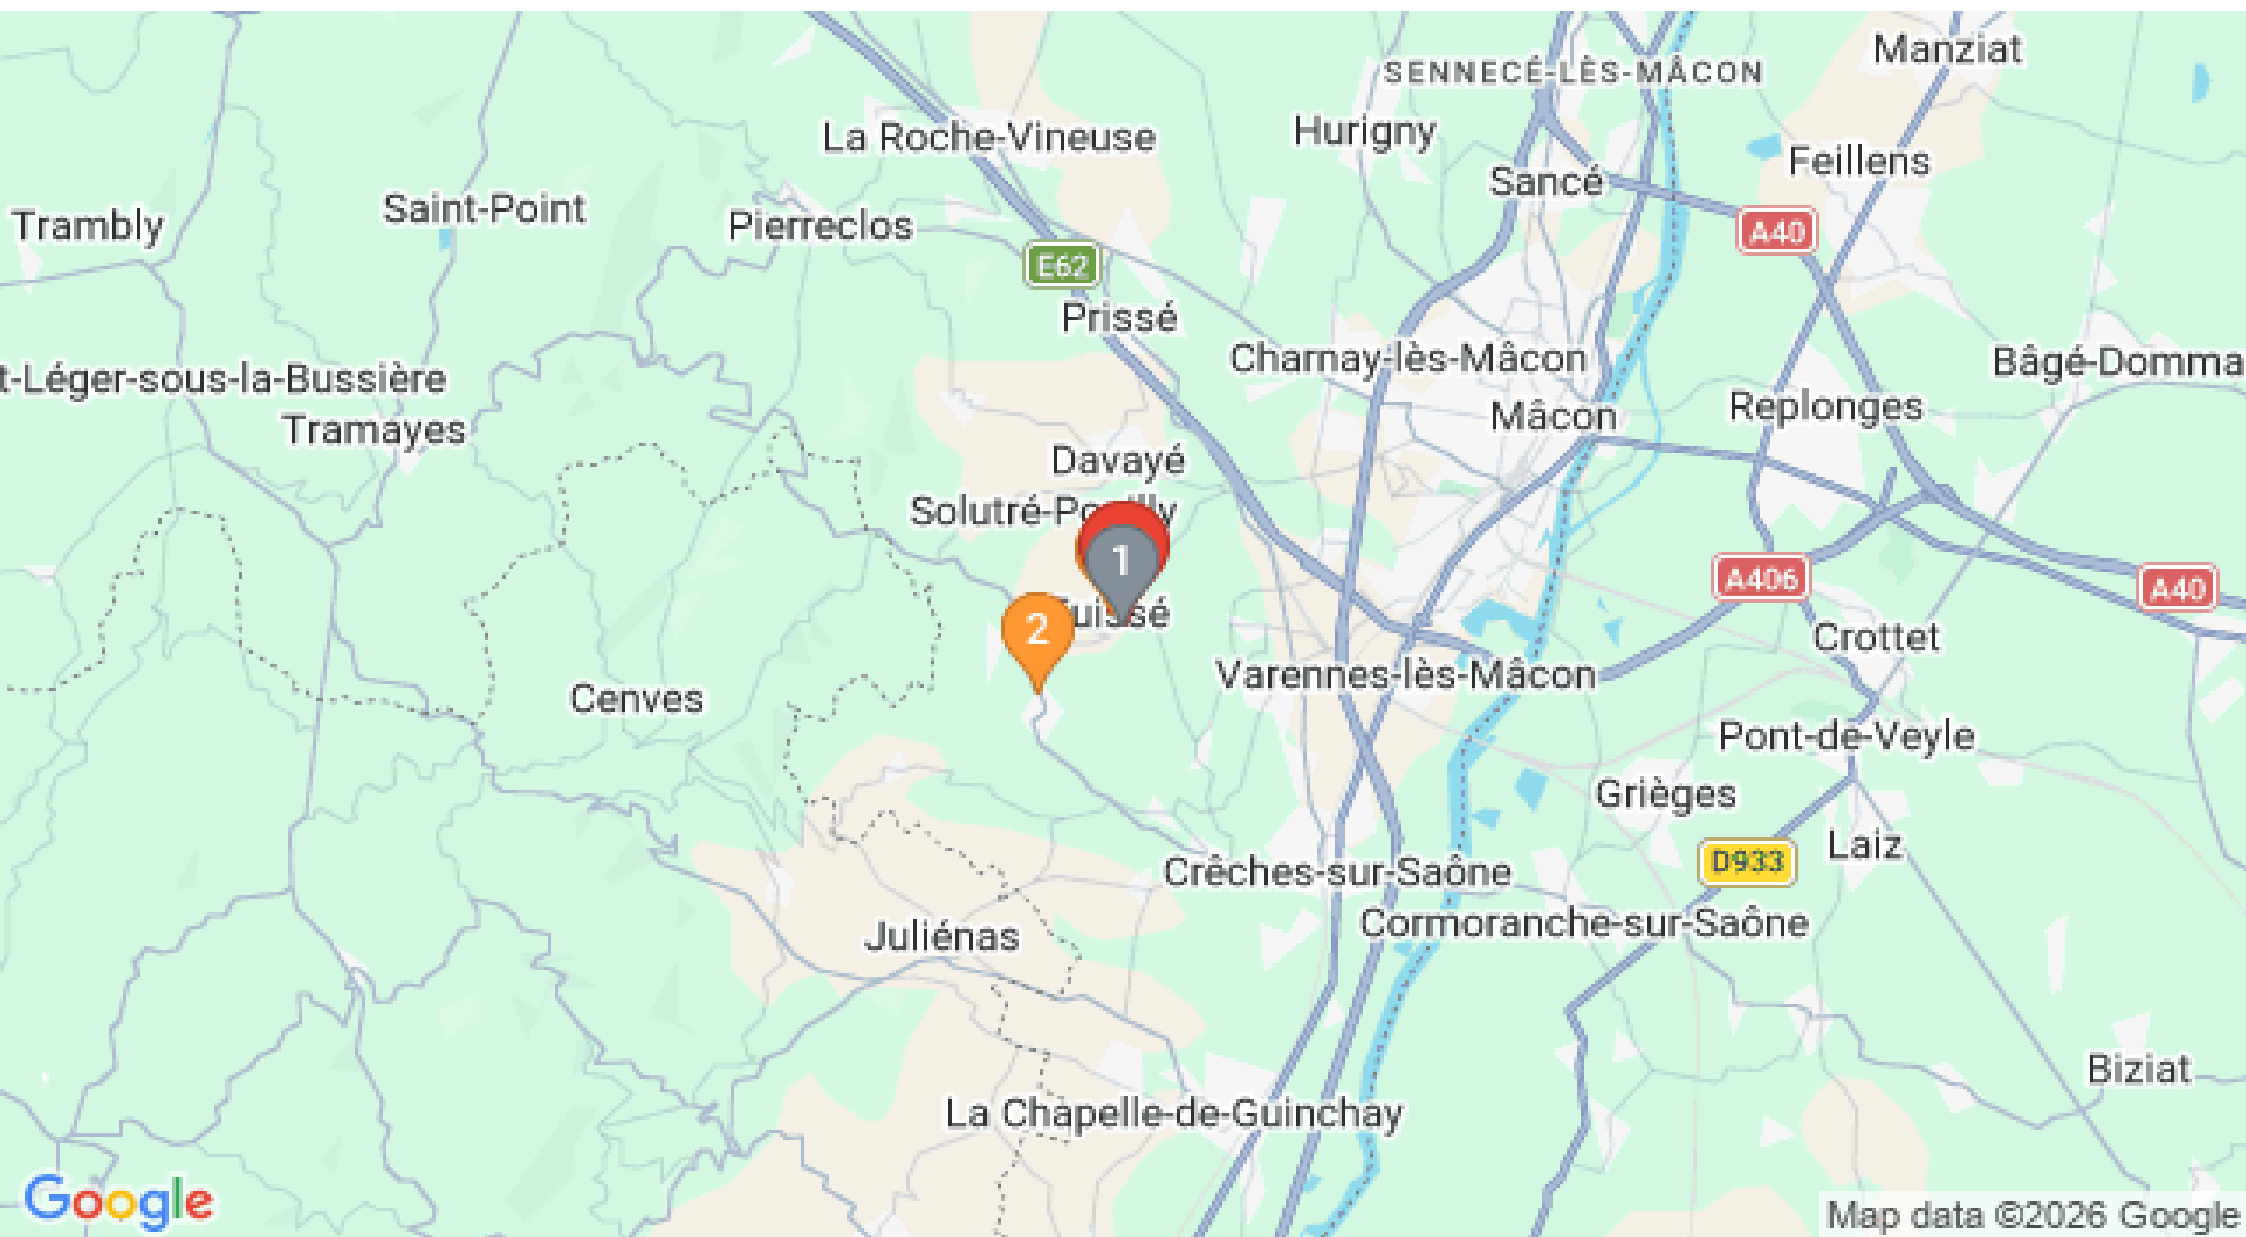 Manziat
SENNECÉ-LÈS-MÂCON
La Roche-Vineuse
Hurigny
Feillens
Sancé
Saint-Point
Trambly
Pierreclos
A40
E62
Prissé
Charnay-lès-Mâcon
Bâgé-Domma
t-Léger-sous-la-Bussière
Tramayes
Mâcon
Replonges
Davayé
Solutré-Po
lly
1
A406
A40
uissé
2
Crottet
Varennes-lès-Mâcon
Cenves
Pont-de-Veyle
Grièges
Laiz
D933
Crêches-sur-Saône
Cormoranche-sur-Saône
Juliénas
Biziat
La Chapelle-de-Guinchay
Google
Map data ©2026 Google